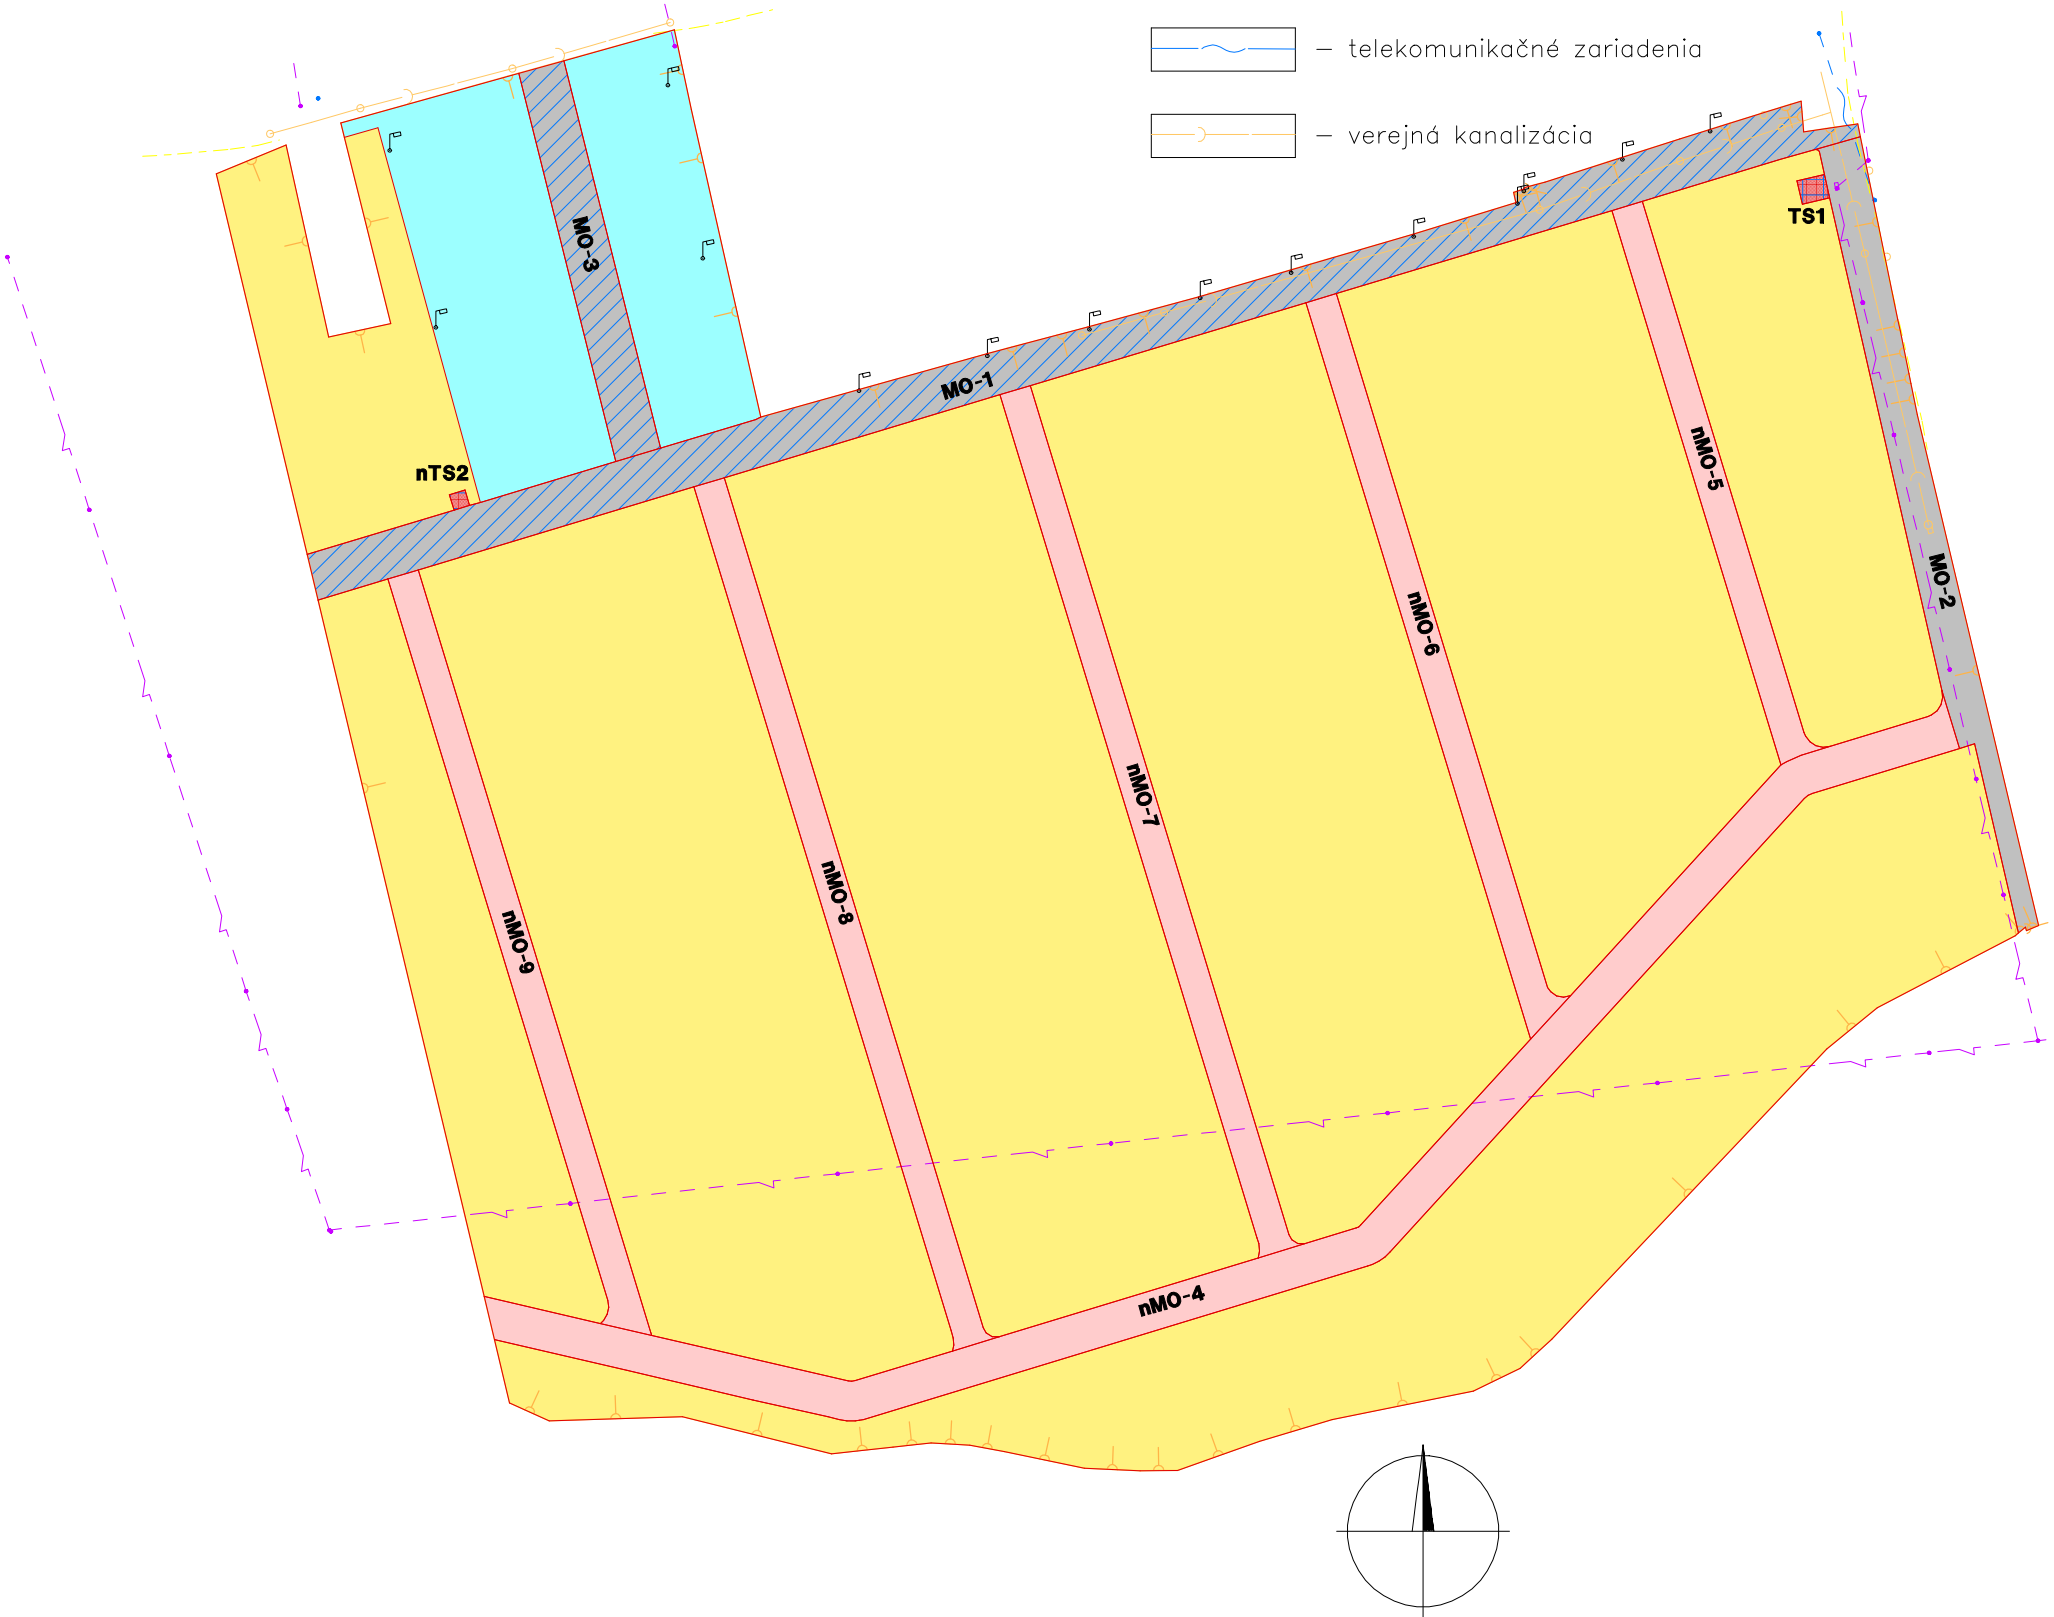 – telekomunikačné zariadenia
– verejná kanalizácia
TS1
MO-3
MO-1
nTS2
nMO-5
MO-2
nMO-6
nMO-7
nMO-8
nMO-9
nMO-4